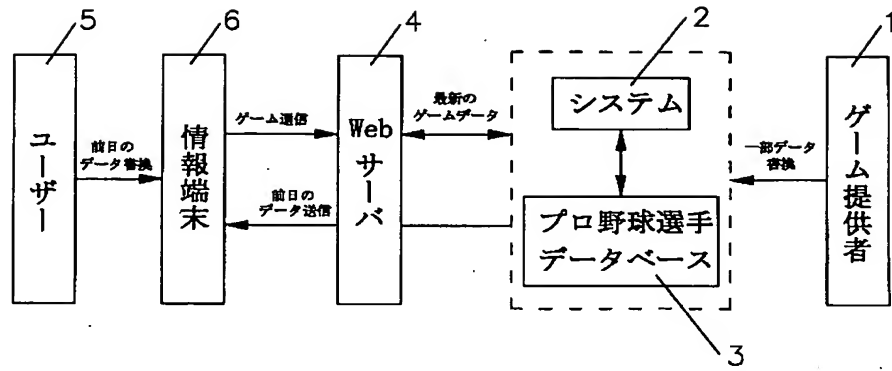 5
6
4
2
1
ユーザー
前日の
データ書換
情報端末
ゲーム送信
前日の
データ送信
Web
サーバ
最新の
ゲームデータ
システム
プロ野球選手
データベース
3
一部データ
書換
ゲーム提供者